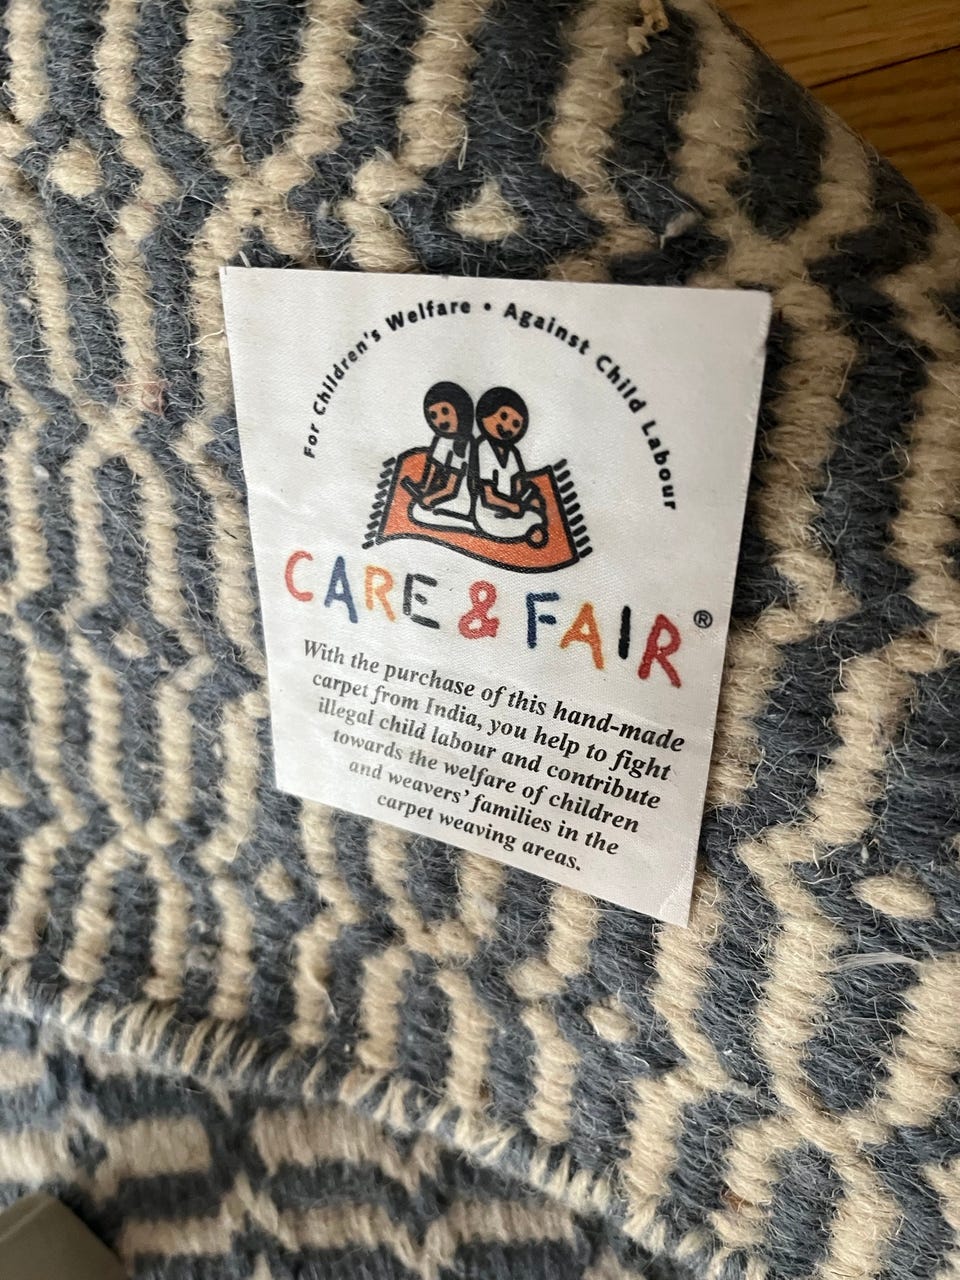 For Children's Welfare • Against Child Labour
CARE & FAIR®
With the purchase of this hand-made
carpet from India, you help to fight
illegal child labour and contribute
towards the welfare of children
and weavers' families in the
carpet weaving areas.